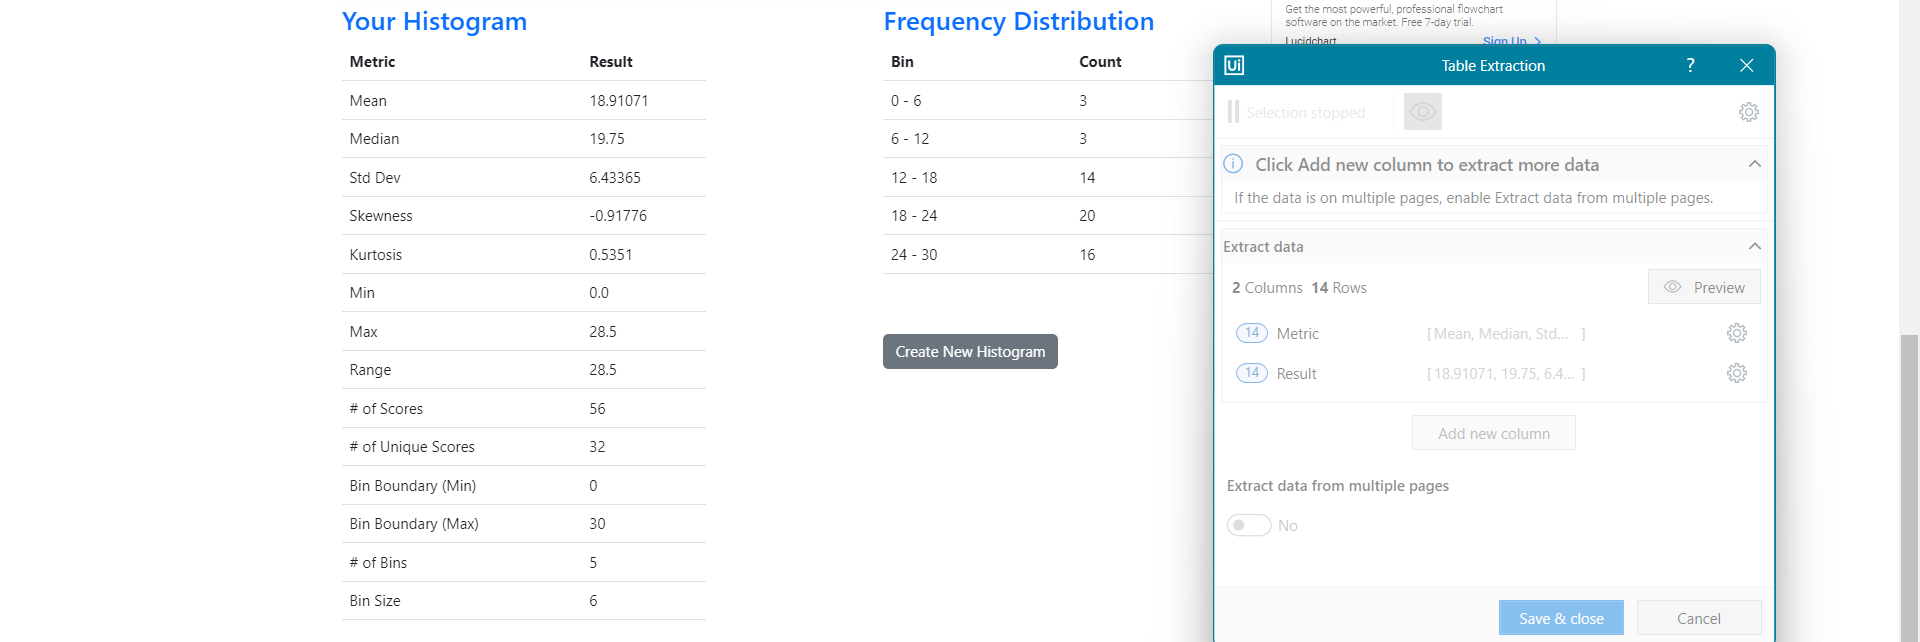 Your Histogram
Metric Result
Mean 18.91071
Median 19.75
Std Dev 6.43365
Skewness -0.91776
Kurtosis 0.5351
Min 0.0
Max 28.5
Range 28.5
# of Scores 56
# of Unique Scores 32
Bin Boundary (Min) 0
Bin Boundary (Max) 30
# of Bins 5
Bin Size 6
Frequency Distribution
Bin Count
0 - 6 3
6 - 12 3
12 - 18 14
18 - 24 20
24 - 30 16
Create New Histogram
Get the most powerful, professional flowchart
software on the market. Free 7-day trial.
Lucidchart Sign Up
Ui Table Extraction ?
Selection stopped
Click Add new column to extract more data
If the data is on multiple pages, enable Extract data from multiple pages.
Extract data
2 Columns 14 Rows Preview
14 Metric [ Mean, Median, Std... ]
14 Result [ 18.91071, 19.75, 6.4... ]
Add new column
Extract data from multiple pages
No
Save & close Cancel